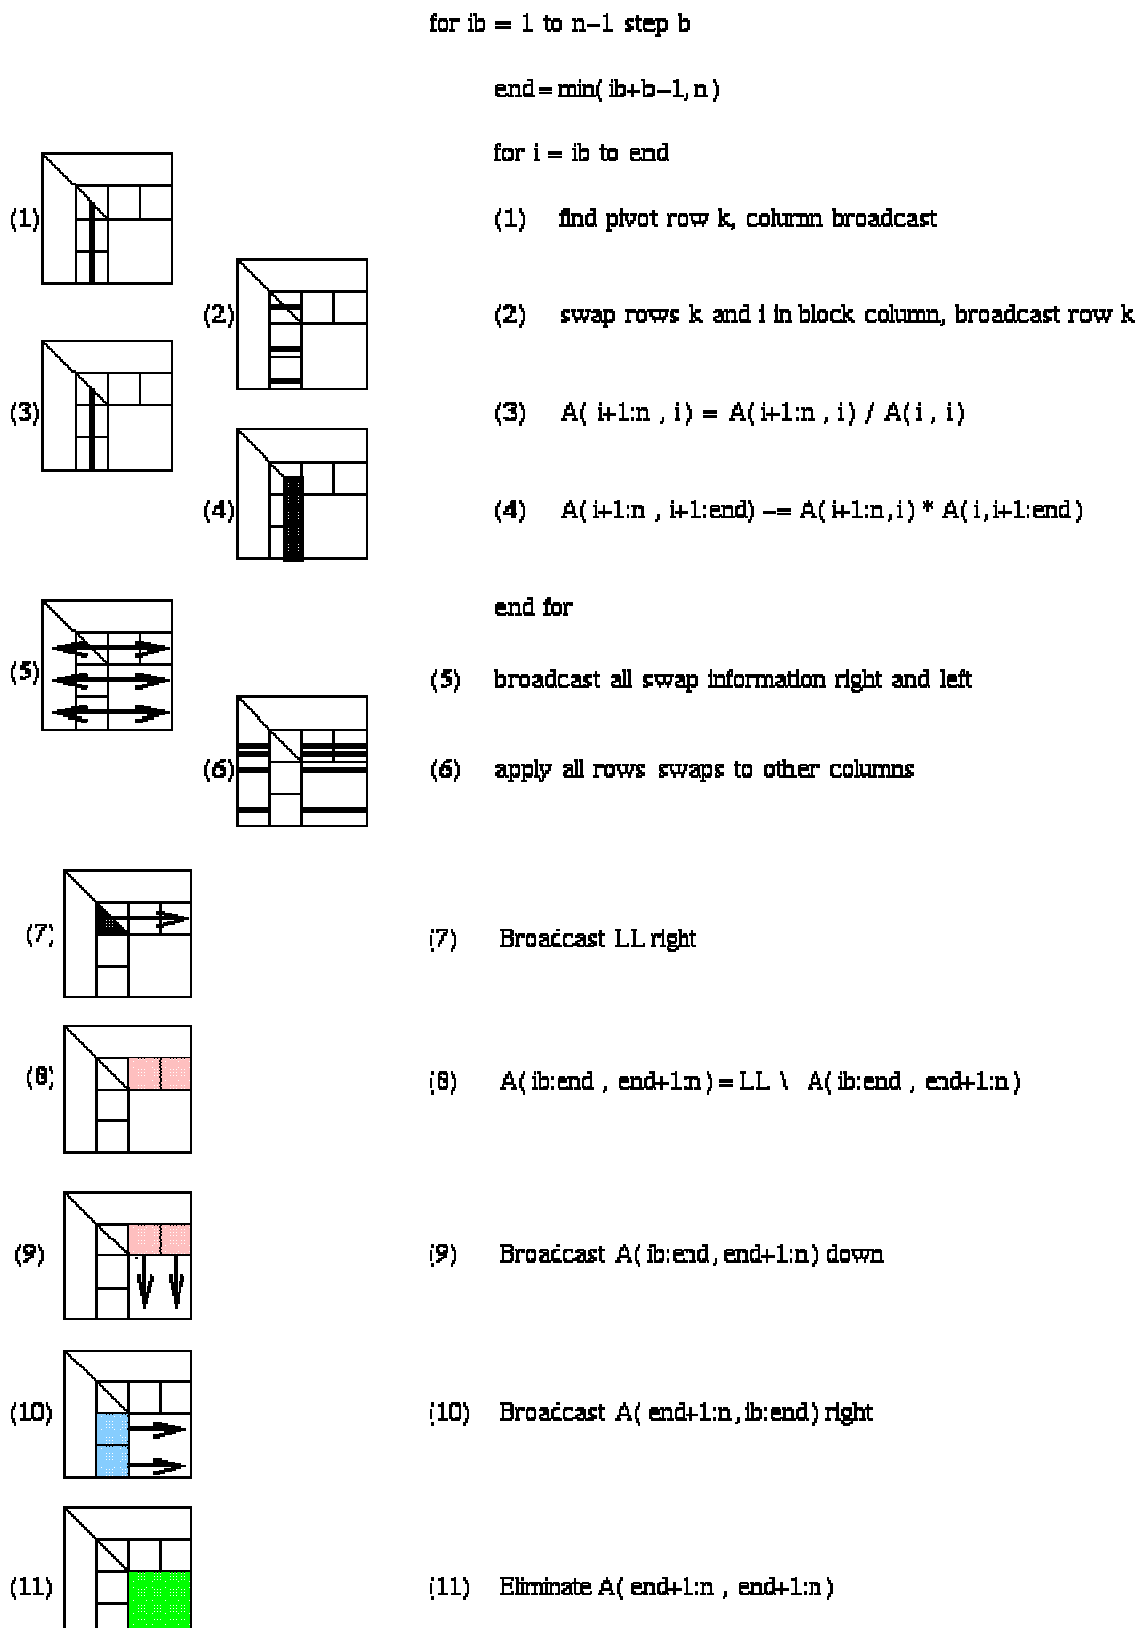 for ib = 1 to n-1 step b
end = min( ib+b-1, n )
for i = ib to end
(1) (1) find pivot row k, column broadcast
(2) (2) swap rows k and i in block column, broadcast row k
(3) (3) A( i+1:n , i ) = A( i+1:n , i ) / A( i , i )
(4) (4) A( i+1:n , i+1:end ) -= A( i+1:n , i ) * A( i , i+1:end )
end for
(5) (5) broadcast all swap information right and left
(6) (6) apply all rows swaps to other columns
(7) (7) Broadcast LL right
(8) (8) A( ib:end , end+1:n ) = LL \ A( ib:end , end+1:n )
(9) (9) Broadcast A( ib:end , end+1:n ) down
(10) (10) Broadcast A( end+1:n , ib:end ) right
(11) (11) Eliminate A( end+1:n , end+1:n )